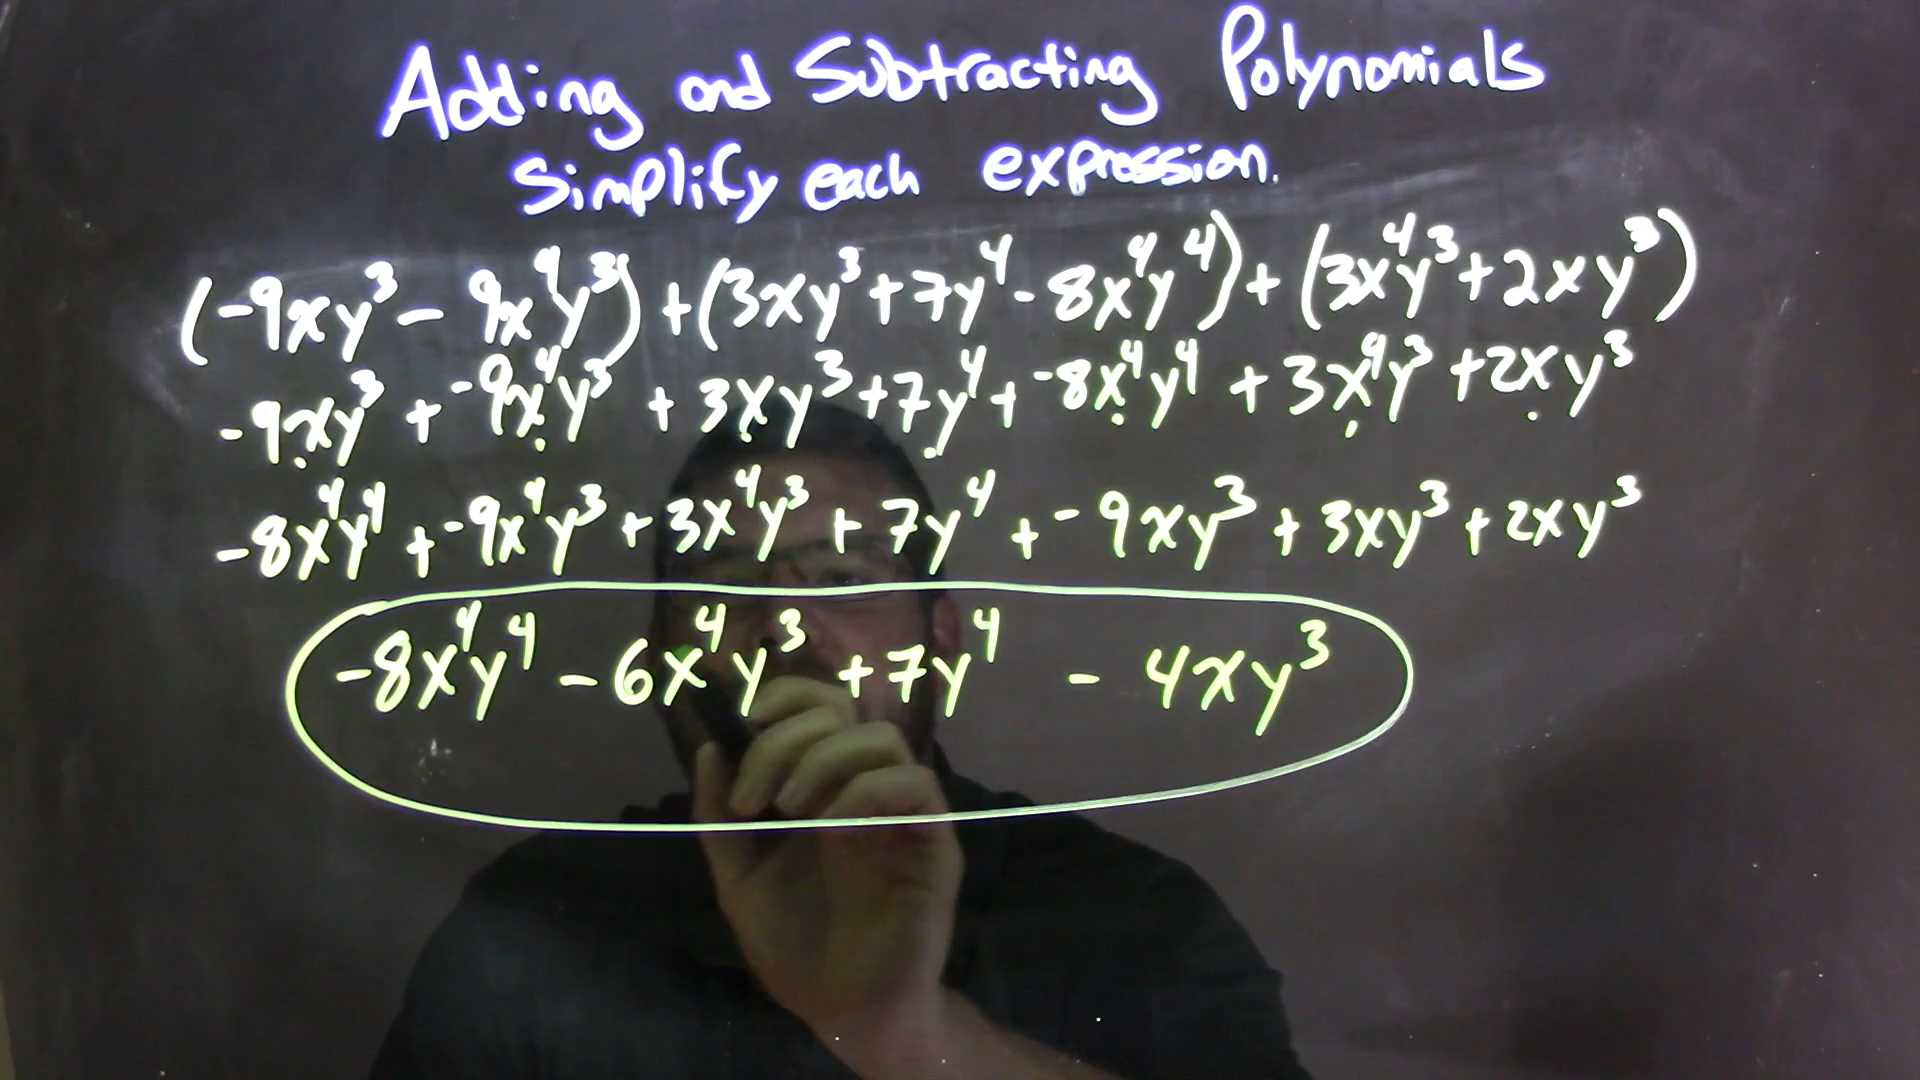 Adding and Subtracting Polynomials
Simplify each expression.
(-9xy³ - 9x⁴y³) + (3xy³ + 7y⁴ - 8x⁴y⁴) + (3x⁴y³ + 2xy³)
-9xy³ + -9x⁴y³ + 3xy³ + 7y⁴ + -8x⁴y⁴ + 3x⁴y³ + 2xy³
-8x⁴y⁴ + -9x⁴y³ + 3x⁴y³ + 7y⁴ + -9xy³ + 3xy³ + 2xy³
-8x⁴y⁴ - 6x⁴y³ + 7y⁴ - 4xy³